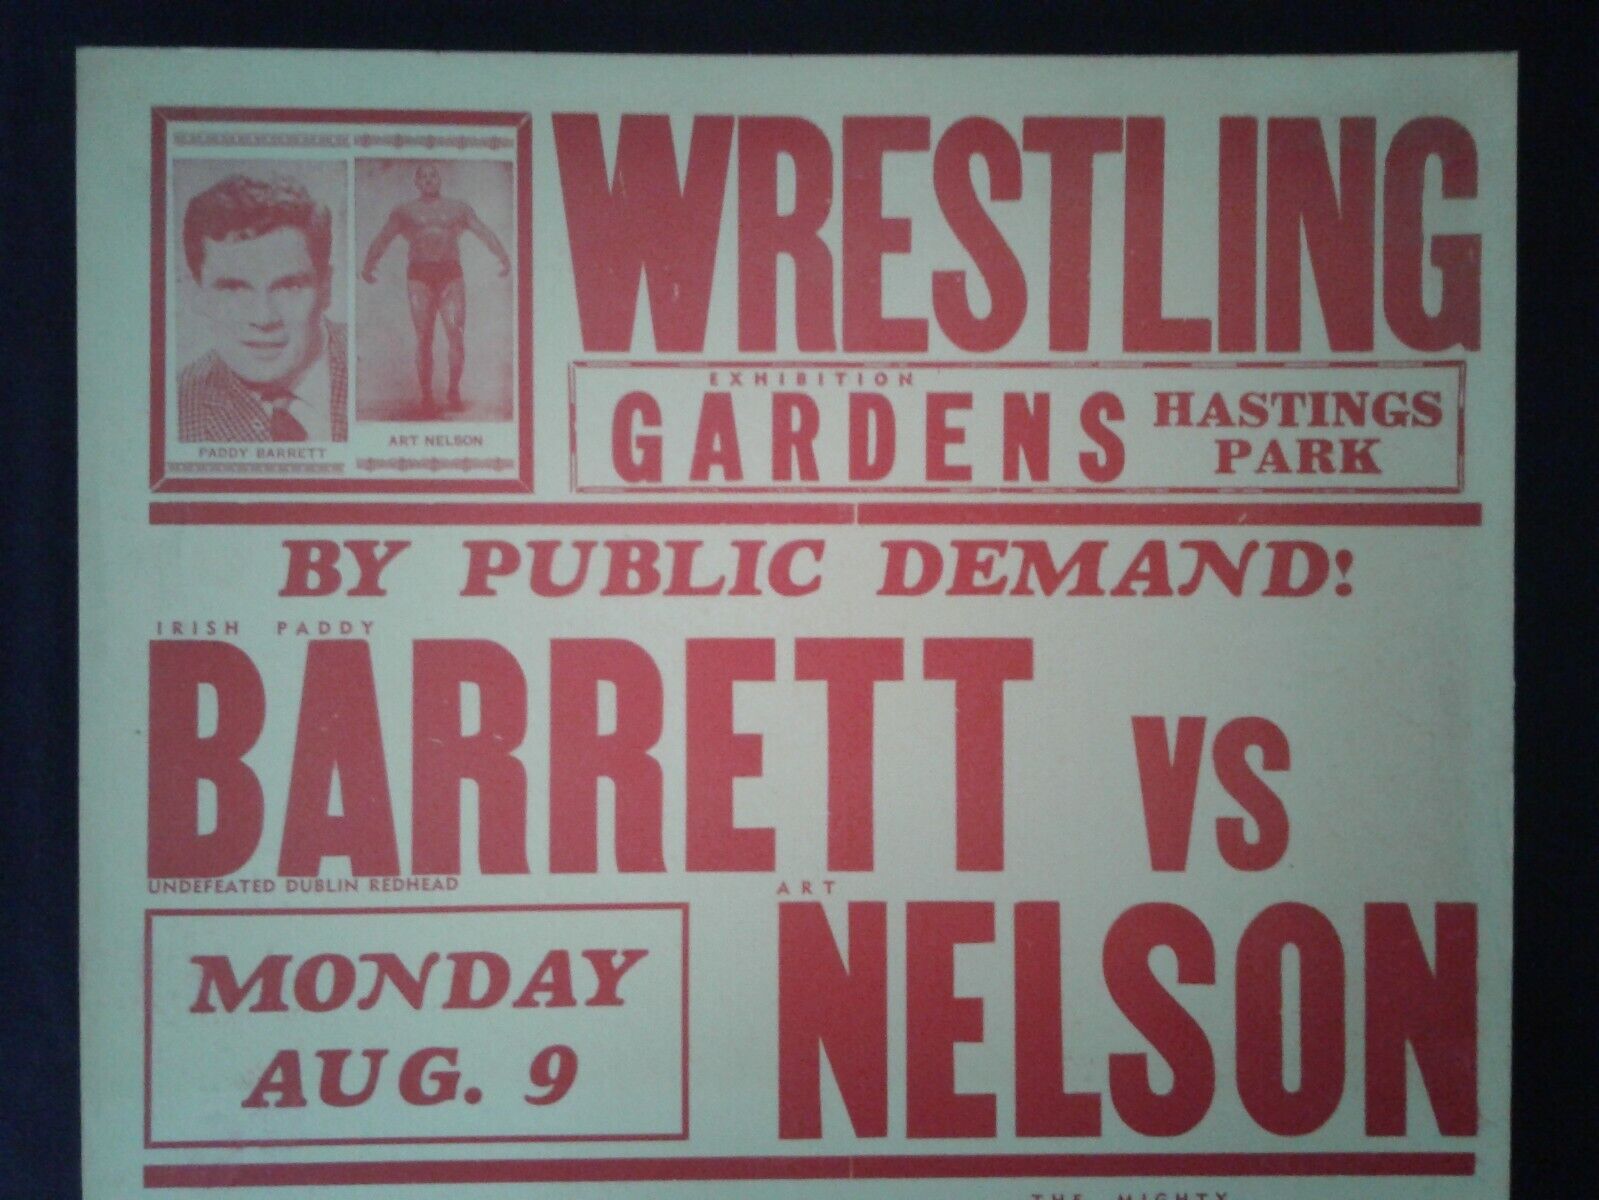 WRESTLING
EXHIBITION
GARDENS
HASTINGS
PARK
PADDY BARRETT
ART NELSON
BY PUBLIC DEMAND!
IRISH PADDY
BARRETT
VS
UNDEFEATED DUBLIN REDHEAD
ART
NELSON
MONDAY
AUG. 9
THE MIGHTY